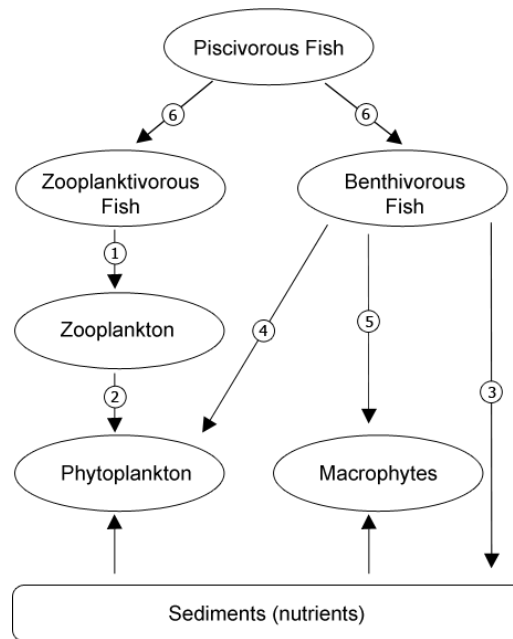 Piscivorous Fish
6
6
Zooplanktivorous
Fish
Benthivorous
Fish
1
Zooplankton
4
5
2
3
Phytoplankton
Macrophytes
Sediments (nutrients)